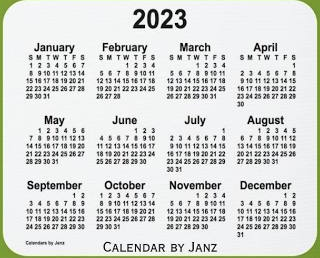 2023
January
S M T W T F S
1 2 3 4 5 6 7
8 9 10 11 12 13 14
15 16 17 18 19 20 21
22 23 24 25 26 27 28
29 30 31
February
S M T W T F S
1 2 3 4
5 6 7 8 9 10 11
12 13 14 15 16 17 18
19 20 21 22 23 24 25
26 27 28
March
S M T W T F S
1 2 3 4
5 6 7 8 9 10 11
12 13 14 15 16 17 18
19 20 21 22 23 24 25
26 27 28 29 30 31
April
S M T W T F S
1
2 3 4 5 6 7 8
9 10 11 12 13 14 15
16 17 18 19 20 21 22
23 24 25 26 27 28 29
30
May
1 2 3 4 5 6
7 8 9 10 11 12 13
14 15 16 17 18 19 20
21 22 23 24 25 26 27
28 29 30 31
June
1 2 3
4 5 6 7 8 9 10
11 12 13 14 15 16 17
18 19 20 21 22 23 24
25 26 27 28 29 30
July
1
2 3 4 5 6 7 8
9 10 11 12 13 14 15
16 17 18 19 20 21 22
23 24 25 26 27 28 29
30 31
August
1 2 3 4 5
6 7 8 9 10 11 12
13 14 15 16 17 18 19
20 21 22 23 24 25 26
27 28 29 30 31
September
1 2
3 4 5 6 7 8 9
10 11 12 13 14 15 16
17 18 19 20 21 22 23
24 25 26 27 28 29 30
October
1 2 3 4 5 6 7
8 9 10 11 12 13 14
15 16 17 18 19 20 21
22 23 24 25 26 27 28
29 30 31
November
1 2 3 4
5 6 7 8 9 10 11
12 13 14 15 16 17 18
19 20 21 22 23 24 25
26 27 28 29 30
December
1 2
3 4 5 6 7 8 9
10 11 12 13 14 15 16
17 18 19 20 21 22 23
24 25 26 27 28 29 30
31
Calendars by Janz
CALENDAR BY JANZ